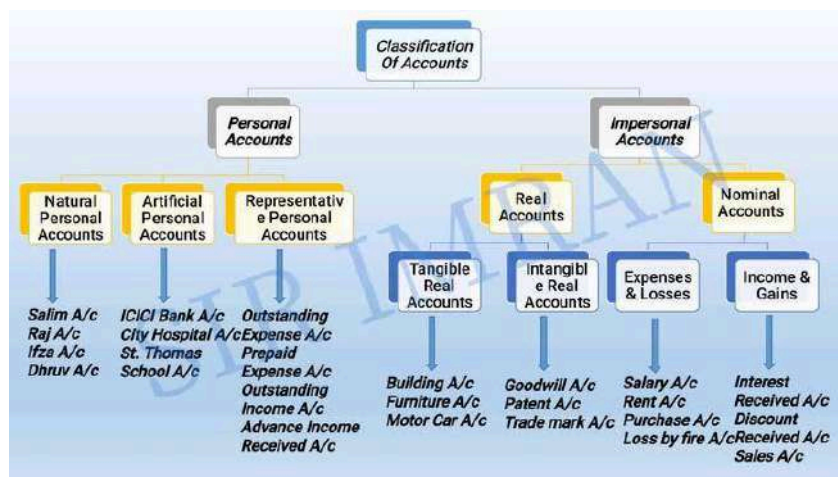 Classification
Of Accounts
Personal
Accounts
Impersonal
Accounts
Natural
Personal
Accounts
Artificial
Personal
Accounts
Representativ
e Personal
Accounts
Real
Accounts
Nominal
Accounts
Tangible
Real
Accounts
Intangibl
e Real
Accounts
Expenses
& Losses
Income &
Gains
Salim A/c
Raj A/c
Ifza A/c
Dhruv A/c
ICICI Bank A/c
City Hospital A/c
St. Thomas
School A/c
Outstanding
Expense A/c
Prepaid
Expense A/c
Outstanding
Income A/c
Advance Income
Received A/c
Building A/c
Furniture A/c
Motor Car A/c
Goodwill A/c
Patent A/c
Trade mark A/c
Salary A/c
Rent A/c
Purchase A/c
Loss by fire A/c
Interest
Received A/c
Discount
Received A/c
Sales A/c
SIR IMRAN